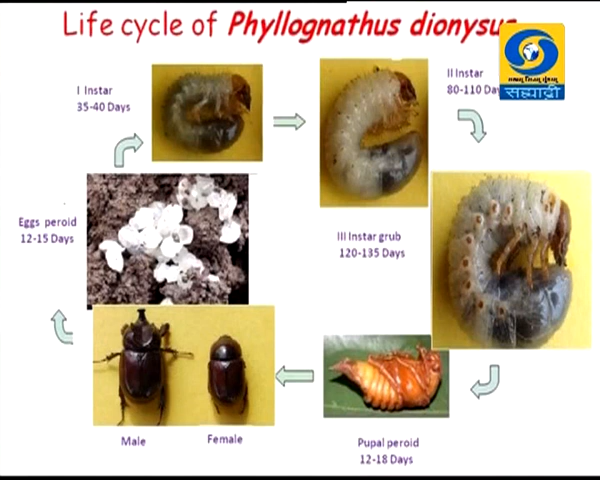 Life cycle of Phyllognathus dionysus
I Instar
35-40 Days
II Instar
80-110 Days
सह्याद्री
Eggs peroid
12-15 Days
III Instar grub
120-135 Days
Male
Female
Pupal peroid
12-18 Days